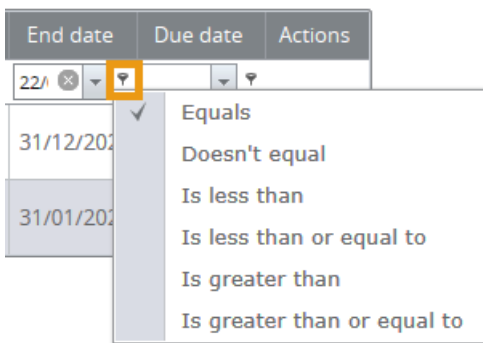 End date Due date Actions
22/
Equals
31/12/202
Doesn't equal
Is less than
31/01/202
Is less than or equal to
Is greater than
Is greater than or equal to